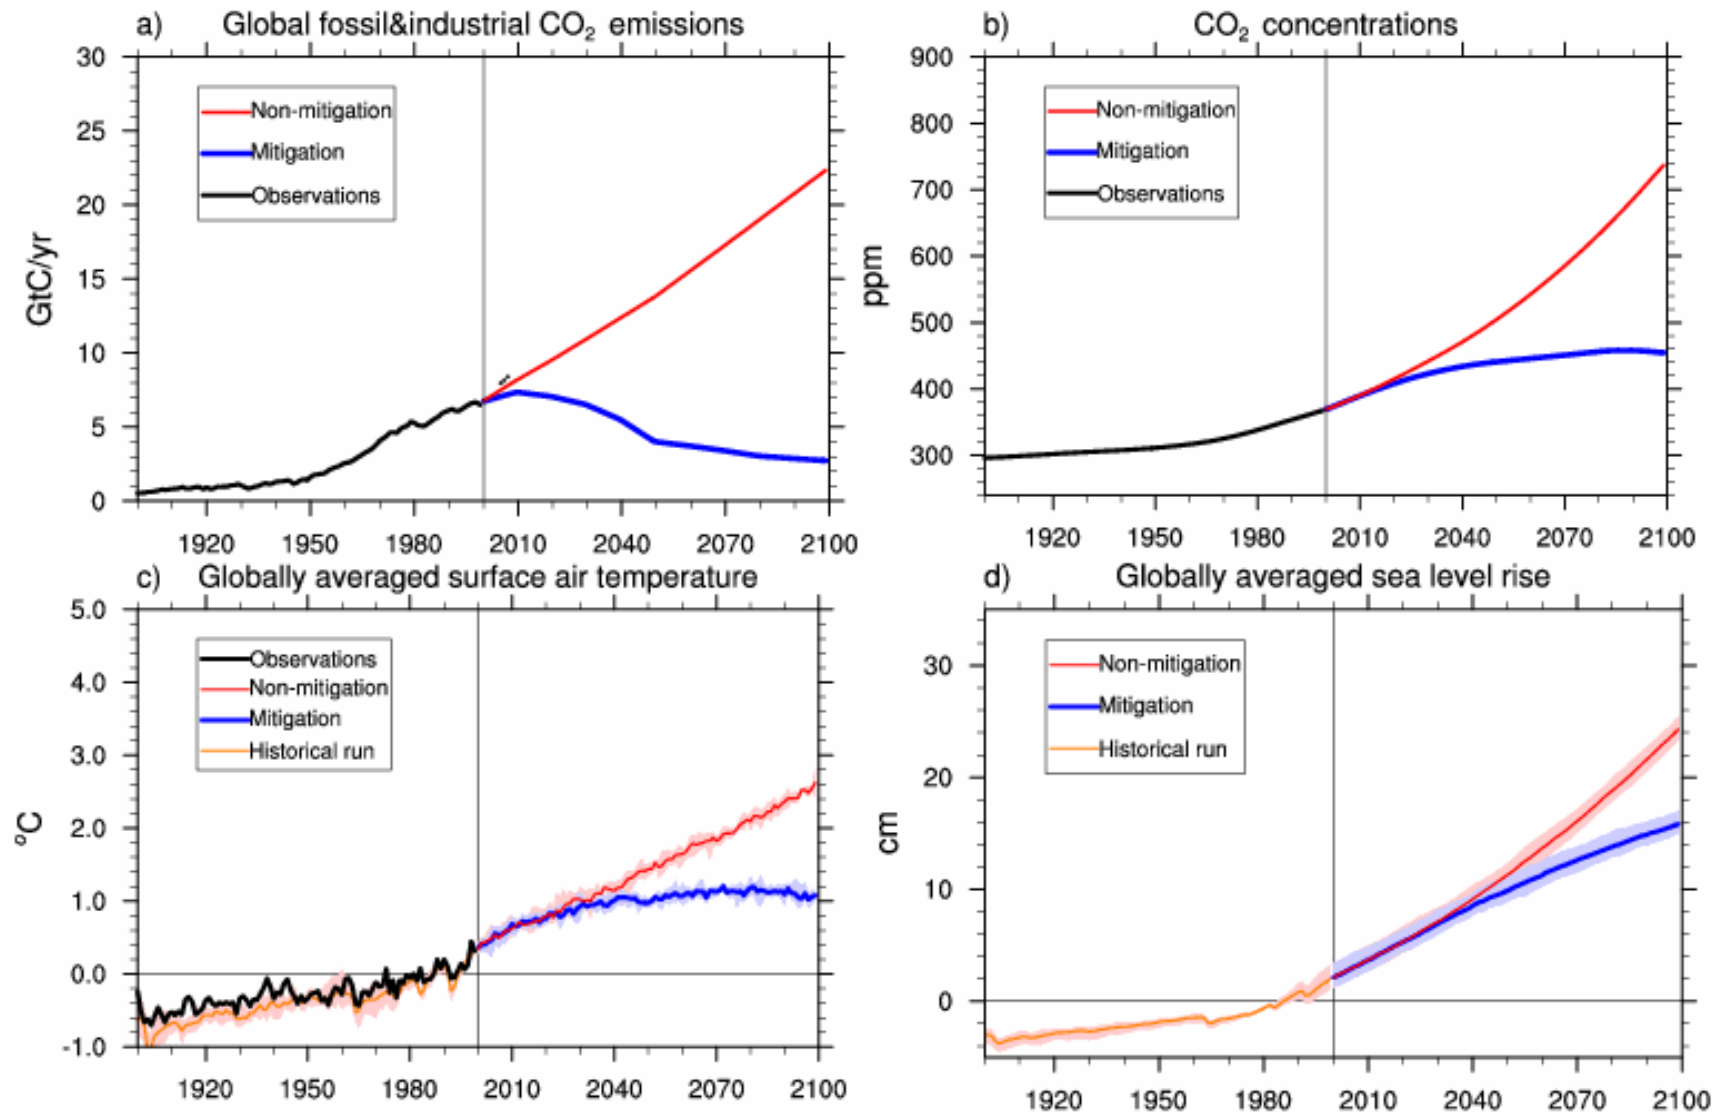 a) Global fossil&industrial CO₂ emissions
30
25
20
15
10
5
0
GtC/yr
Non-mitigation
Mitigation
Observations
1920 1950 1980 2010 2040 2070 2100
b) CO₂ concentrations
900
800
700
600
500
400
300
ppm
Non-mitigation
Mitigation
Observations
1920 1950 1980 2010 2040 2070 2100
c) Globally averaged surface air temperature
5.0
4.0
3.0
2.0
1.0
0.0
-1.0
°C
Observations
Non-mitigation
Mitigation
Historical run
1920 1950 1980 2010 2040 2070 2100
d) Globally averaged sea level rise
30
20
10
0
cm
Non-mitigation
Mitigation
Historical run
1920 1950 1980 2010 2040 2070 2100